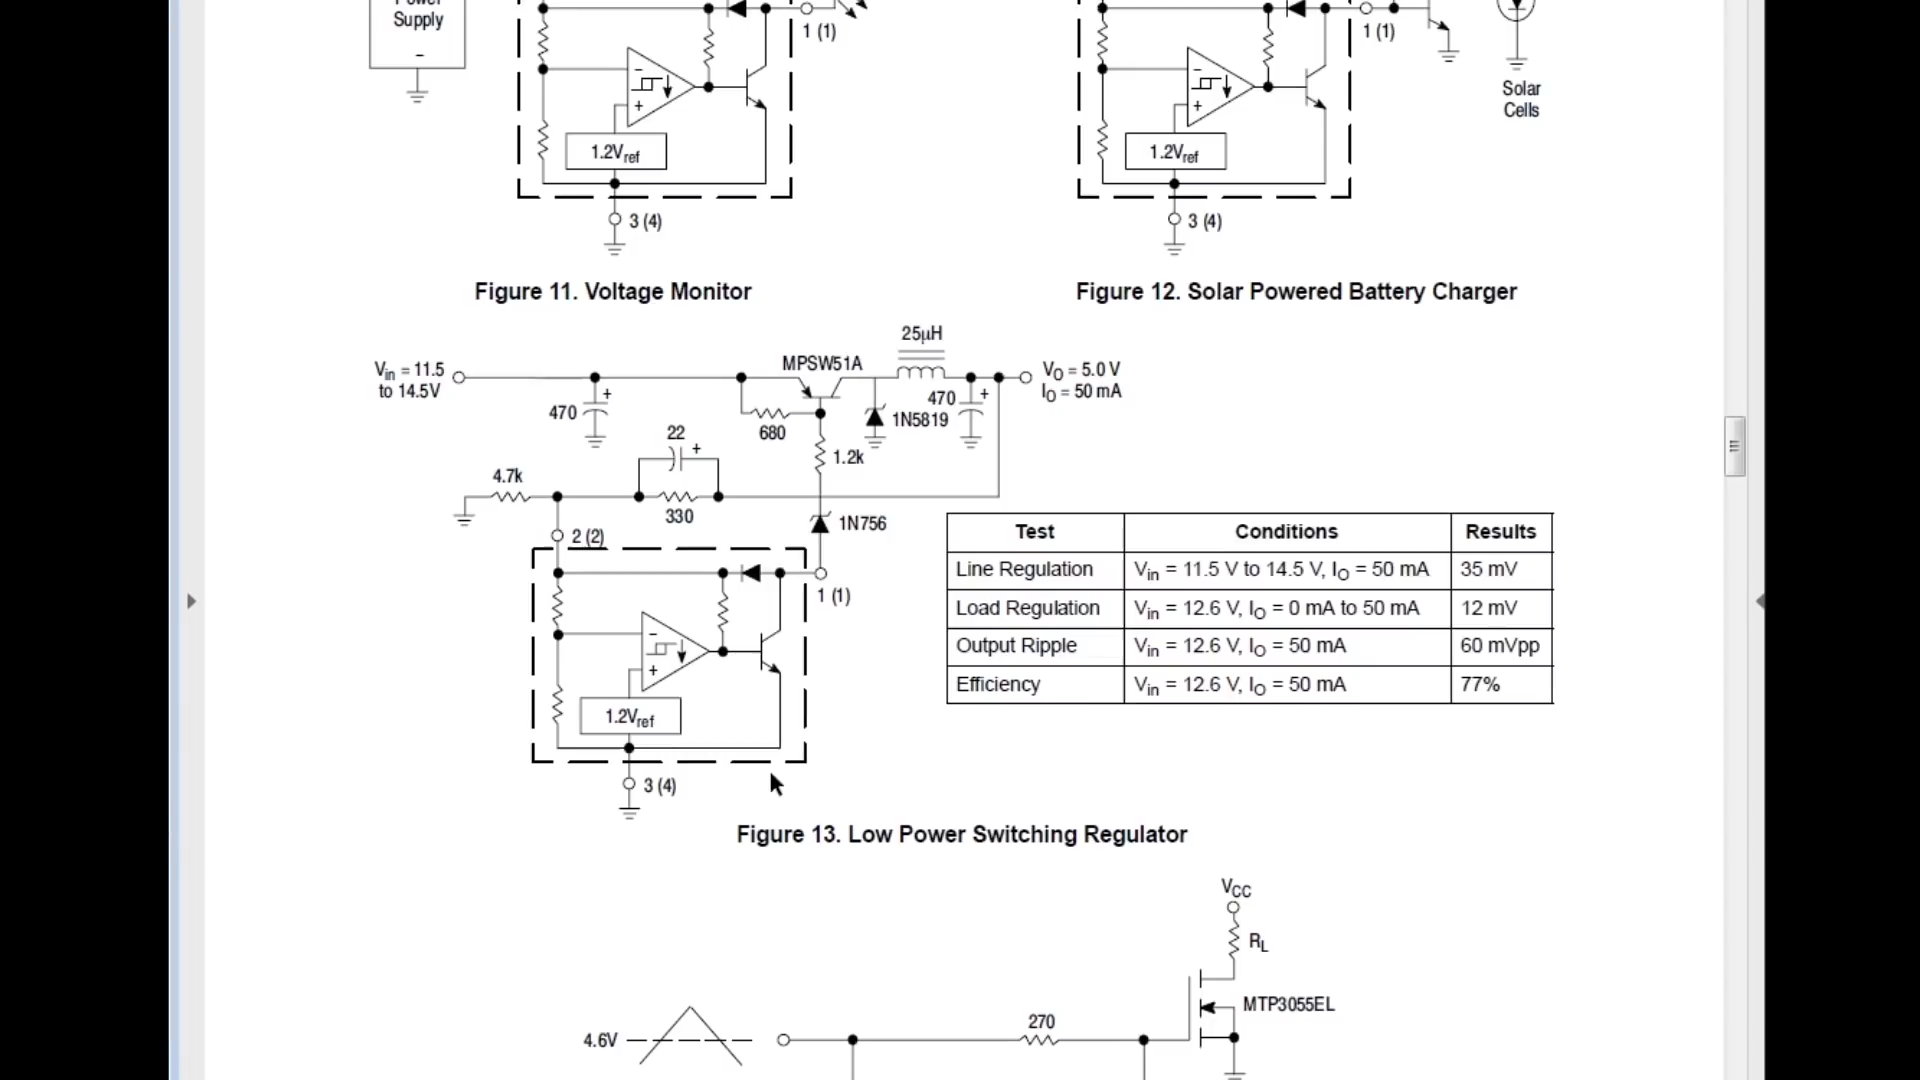 Power
Supply
−
1 (1)
−
+
1.2Vref
3 (4)
Figure 11. Voltage Monitor
1 (1)
−
+
1.2Vref
3 (4)
Solar
Cells
Figure 12. Solar Powered Battery Charger
Vin = 11.5
to 14.5V
470
+
MPSW51A
680
1.2k
25µH
1N5819
470
+
VO = 5.0 V
IO = 50 mA
22
+
4.7k
330
2 (2)
1N756
1 (1)
−
+
1.2Vref
3 (4)
Test Conditions Results
Line Regulation Vin = 11.5 V to 14.5 V, IO = 50 mA 35 mV
Load Regulation Vin = 12.6 V, IO = 0 mA to 50 mA 12 mV
Output Ripple Vin = 12.6 V, IO = 50 mA 60 mVpp
Efficiency Vin = 12.6 V, IO = 50 mA 77%
Figure 13. Low Power Switching Regulator
VCC
RL
MTP3055EL
270
4.6V